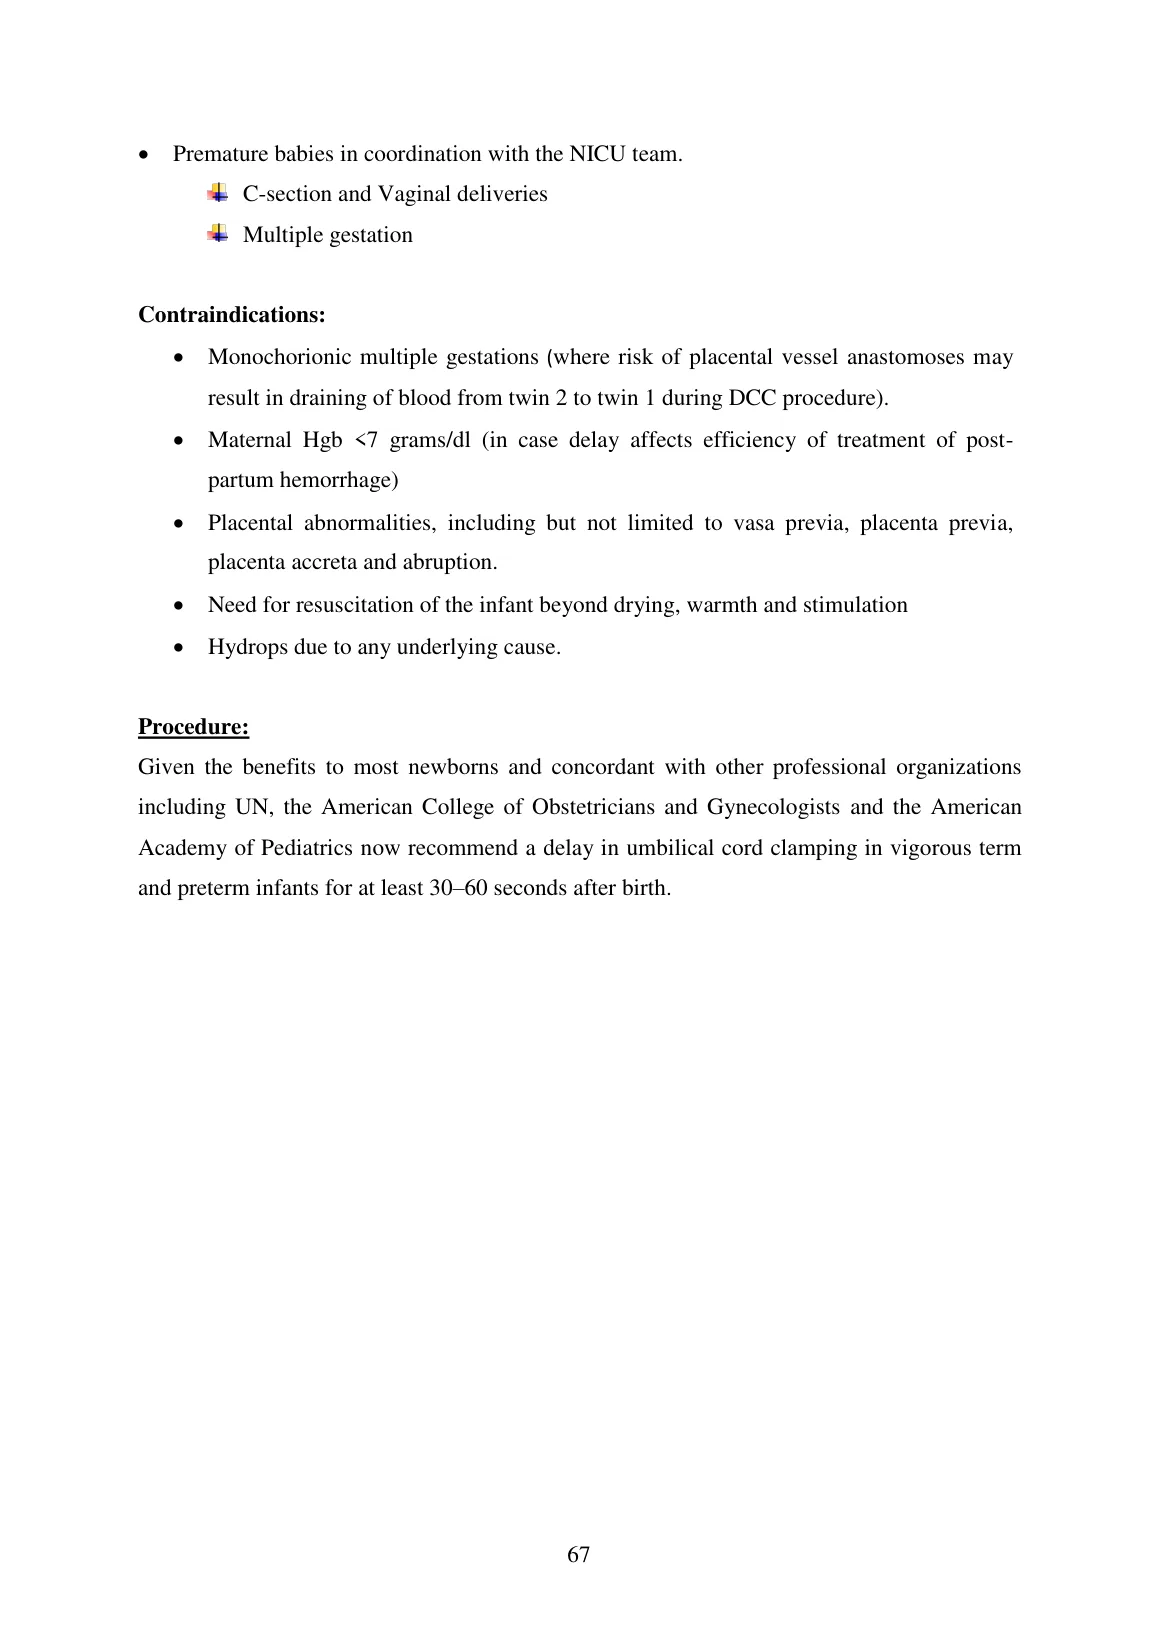 • Premature babies in coordination with the NICU team.
C-section and Vaginal deliveries
Multiple gestation
Contraindications:
• Monochorionic multiple gestations (where risk of placental vessel anastomoses may
result in draining of blood from twin 2 to twin 1 during DCC procedure).
• Maternal Hgb <7 grams/dl (in case delay affects efficiency of treatment of post-
partum hemorrhage)
• Placental abnormalities, including but not limited to vasa previa, placenta previa,
placenta accreta and abruption.
• Need for resuscitation of the infant beyond drying, warmth and stimulation
• Hydrops due to any underlying cause.
Procedure:
Given the benefits to most newborns and concordant with other professional organizations
including UN, the American College of Obstetricians and Gynecologists and the American
Academy of Pediatrics now recommend a delay in umbilical cord clamping in vigorous term
and preterm infants for at least 30–60 seconds after birth.
67